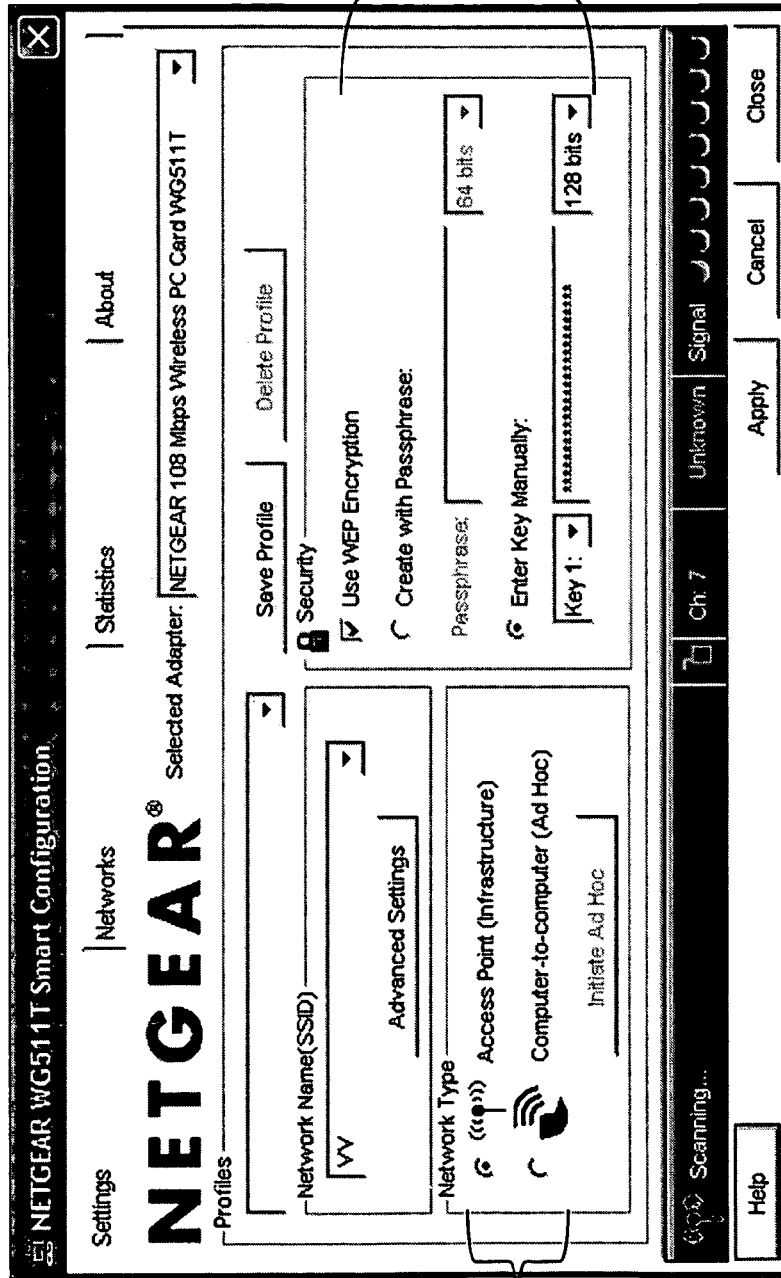 NETGEAR WG511T Smart Configuration
Settings
Networks
Statistics
About
NETGEAR®
Selected Adapter: NETGEAR 108 Mbps Wireless PC Card WG511T
Profiles
Save Profile
Delete Profile
Network Name(SSID)
VV
Advanced Settings
Network Type
Access Point (Infrastructure)
Computer-to-computer (Ad Hoc)
Initiate Ad Hoc
Security
Use WEP Encryption
Create with Passphrase:
Passphrase:
64 bits
Enter Key Manually:
Key 1:
128 bits
Scanning...
Ch: 7
Unknown
Signal
Help
Apply
Cancel
Close